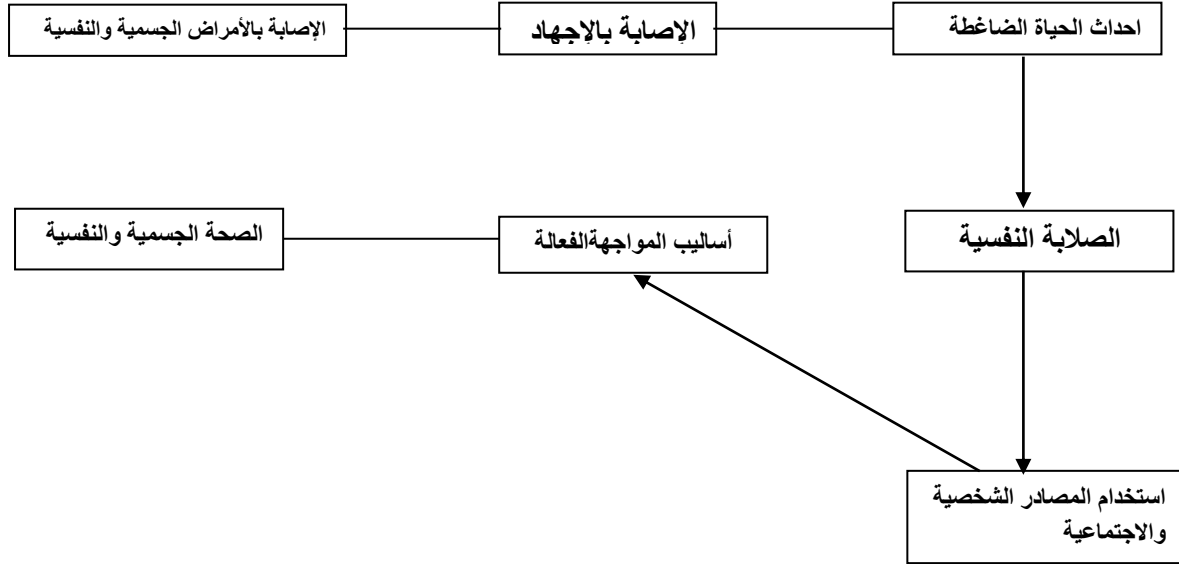 احداث الحياة الضاغطة
الإصابة بالإجهاد
الإصابة بالأمراض الجسمية والنفسية
الصلابة النفسية
أساليب المواجهةالفعالة
الصحة الجسمية والنفسية
استخدام المصادر الشخصية
والاجتماعية